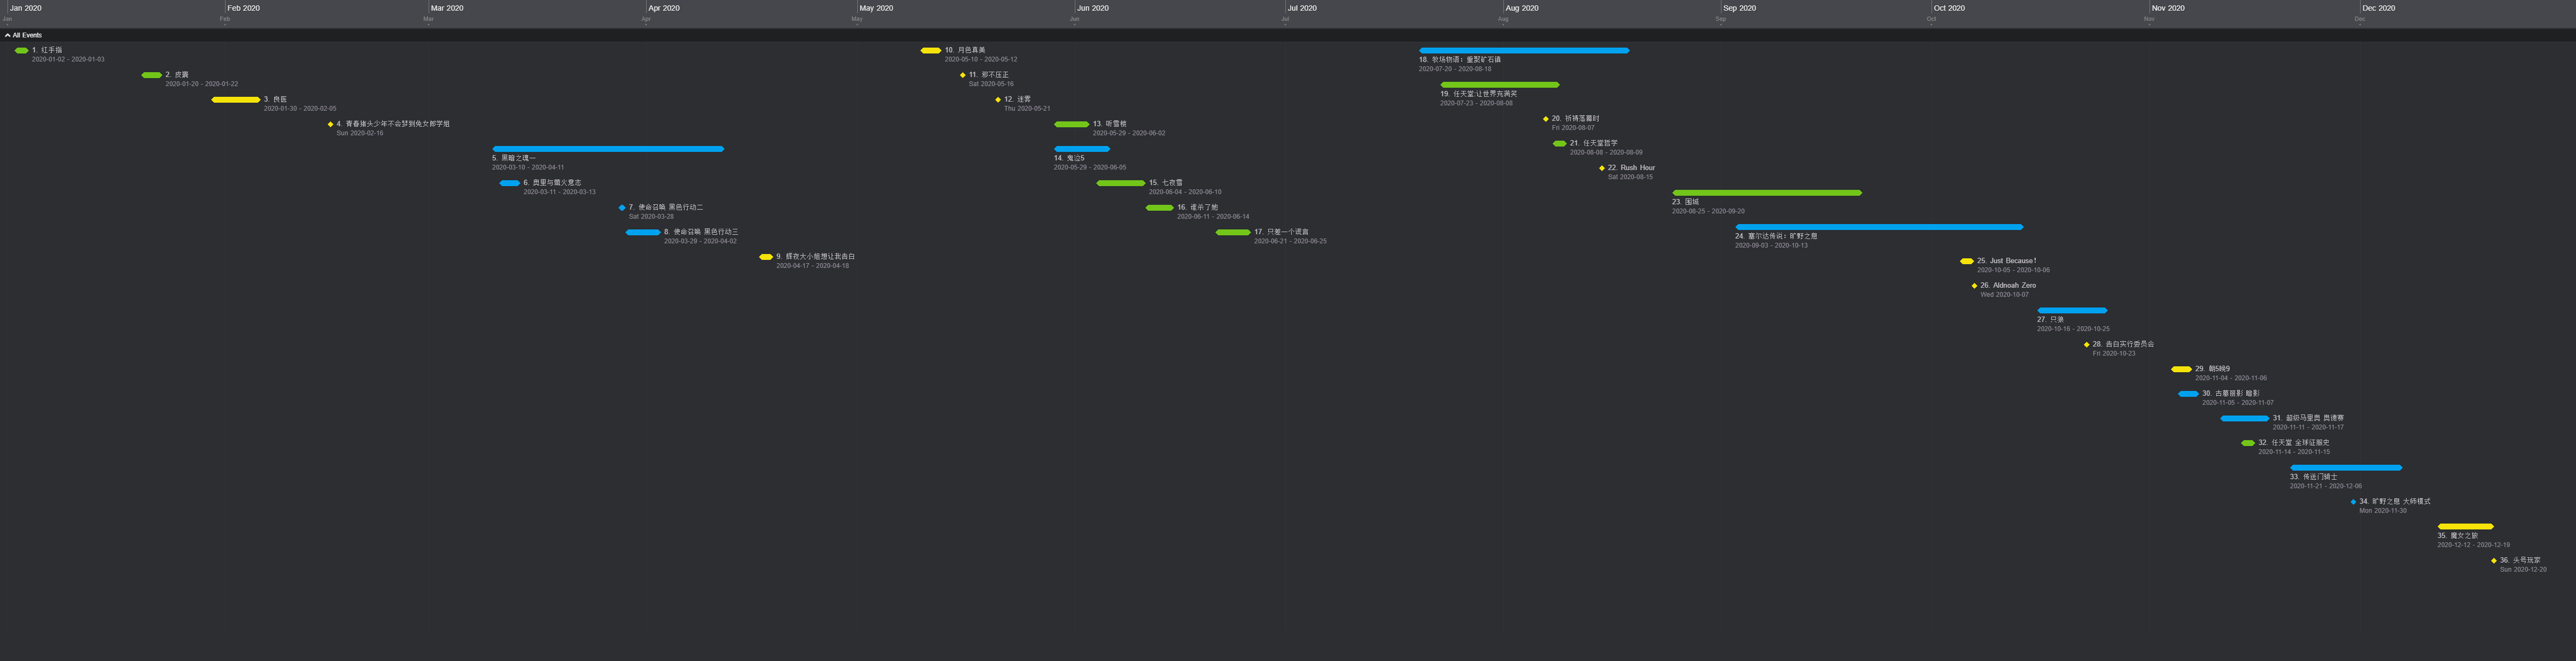 Jan 2020
Feb 2020
Mar 2020
Apr 2020
May 2020
Jun 2020
Jul 2020
Aug 2020
Sep 2020
Oct 2020
Nov 2020
Dec 2020
Jan
Feb
Mar
Apr
May
Jun
Jul
Aug
Sep
Oct
Nov
Dec
All Events
1. 红手指
2020-01-02 - 2020-01-03
2. 皮囊
2020-01-20 - 2020-01-22
3. 良医
2020-01-30 - 2020-02-05
4. 青春猪头少年不会梦到兔女郎学姐
Sun 2020-02-16
5. 黑暗之魂一
2020-03-10 - 2020-04-11
6. 奥里与萤火意志
2020-03-11 - 2020-03-13
7. 使命召唤 黑色行动二
Sat 2020-03-28
8. 使命召唤 黑色行动三
2020-03-29 - 2020-04-02
9. 辉夜大小姐想让我告白
2020-04-17 - 2020-04-18
10. 月色真美
2020-05-10 - 2020-05-12
11. 邪不压正
Sat 2020-05-16
12. 迷雾
Thu 2020-05-21
13. 听雪楼
2020-05-29 - 2020-06-02
14. 鬼泣5
2020-05-29 - 2020-06-05
15. 七夜雪
2020-06-04 - 2020-06-10
16. 谁杀了她
2020-06-11 - 2020-06-14
17. 只差一个谎言
2020-06-21 - 2020-06-25
18. 牧场物语：重聚矿石镇
2020-07-20 - 2020-08-18
19. 任天堂:让世界充满笑
2020-07-23 - 2020-08-08
20. 祈祷落幕时
Fri 2020-08-07
21. 任天堂哲学
2020-08-08 - 2020-08-09
22. Rush Hour
Sat 2020-08-15
23. 围城
2020-08-25 - 2020-09-20
24. 塞尔达传说：旷野之息
2020-09-03 - 2020-10-13
25. Just Because！
2020-10-05 - 2020-10-06
26. Aldnoah Zero
Wed 2020-10-07
27. 只狼
2020-10-16 - 2020-10-25
28. 告白实行委员会
Fri 2020-10-23
29. 朝5晚9
2020-11-04 - 2020-11-06
30. 古墓丽影 暗影
2020-11-05 - 2020-11-07
31. 超级马里奥 奥德赛
2020-11-11 - 2020-11-17
32. 任天堂 全球征服史
2020-11-14 - 2020-11-15
33. 传送门骑士
2020-11-21 - 2020-12-06
34. 旷野之息 大师模式
Mon 2020-11-30
35. 魔女之旅
2020-12-12 - 2020-12-19
36. 头号玩家
Sun 2020-12-20